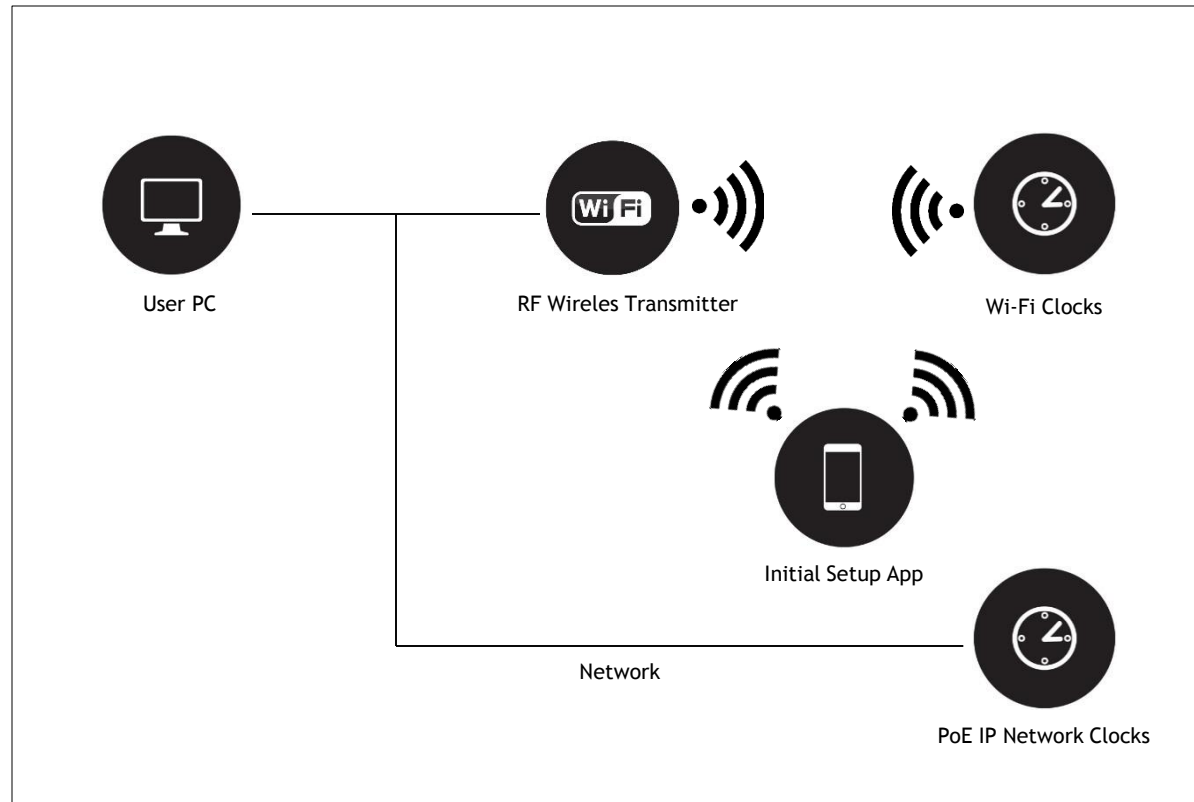 Wi Fi
User PC
RF Wireles Transmitter
Wi-Fi Clocks
Initial Setup App
Network
PoE IP Network Clocks